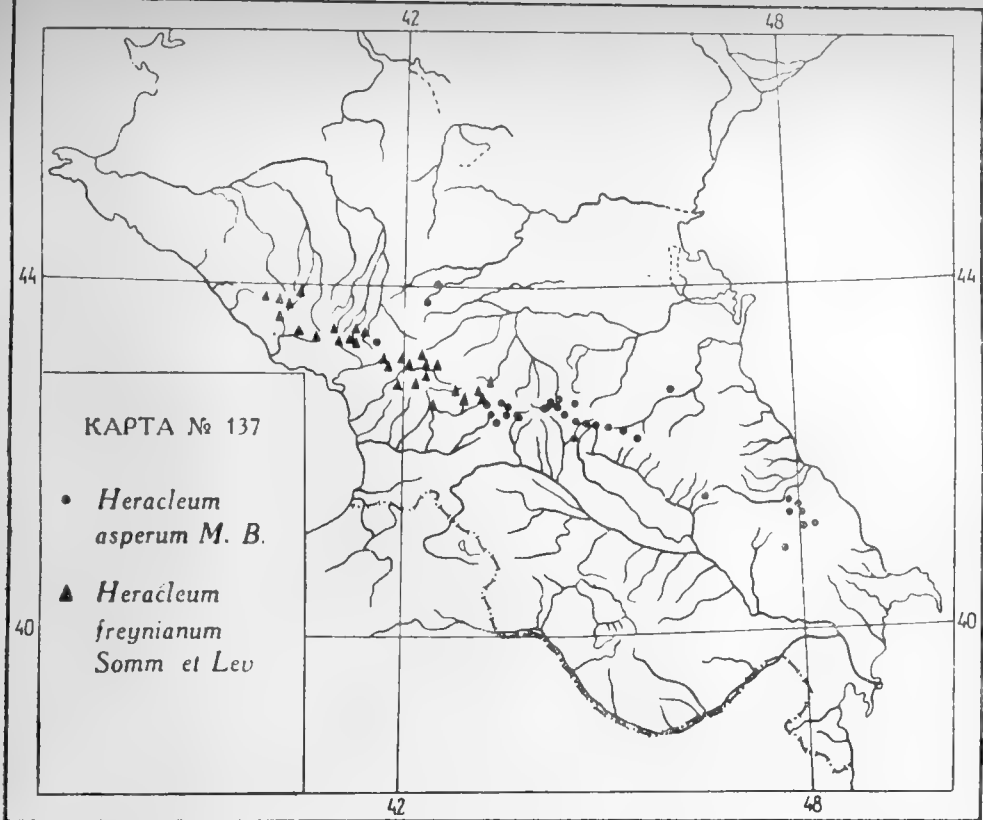 42 48
44 44
КАРТА № 137
Heracleum
asperum M. B.
Heracleum
freynianum
Somm et Lev
40 40
42 48